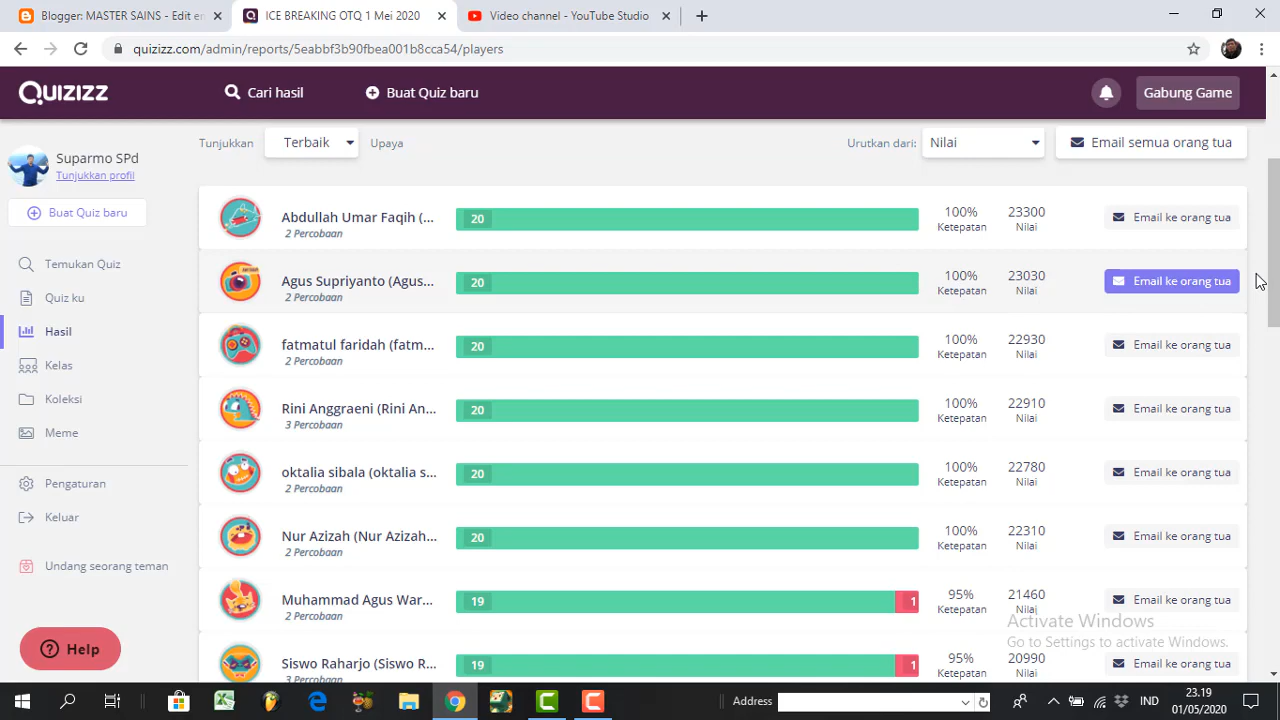 Blogger: MASTER SAINS - Edit en
ICE BREAKING OTQ 1 Mei 2020
Video channel - YouTube Studio
quizizz.com/admin/reports/5eabbf3b90fbea001b8cca54/players
QUIZIZZ
Cari hasil
Buat Quiz baru
Gabung Game
Suparmo SPd
Tunjukkan profil
Buat Quiz baru
Temukan Quiz
Quiz ku
Hasil
Kelas
Koleksi
Meme
Pengaturan
Keluar
Undang seorang teman
Help
Tunjukkan
Terbaik
Upaya
Urutkan dari:
Nilai
Email semua orang tua
Abdullah Umar Faqih (...
2 Percobaan
20
100%
Ketepatan
23300
Nilai
Email ke orang tua
Agus Supriyanto (Agus...
2 Percobaan
20
100%
Ketepatan
23030
Nilai
Email ke orang tua
fatmatul faridah (fatm...
2 Percobaan
20
100%
Ketepatan
22930
Nilai
Email ke orang tua
Rini Anggraeni (Rini An...
3 Percobaan
20
100%
Ketepatan
22910
Nilai
Email ke orang tua
oktalia sibala (oktalia s...
2 Percobaan
20
100%
Ketepatan
22780
Nilai
Email ke orang tua
Nur Azizah (Nur Azizah...
2 Percobaan
20
100%
Ketepatan
22310
Nilai
Email ke orang tua
Muhammad Agus War...
2 Percobaan
19
1
95%
Ketepatan
21460
Nilai
Email ke orang tua
Siswo Raharjo (Siswo R...
3 Percobaan
19
1
95%
Ketepatan
20990
Nilai
Email ke orang tua
Activate Windows
Go to Settings to activate Windows.
Address
IND
23.19
01/05/2020